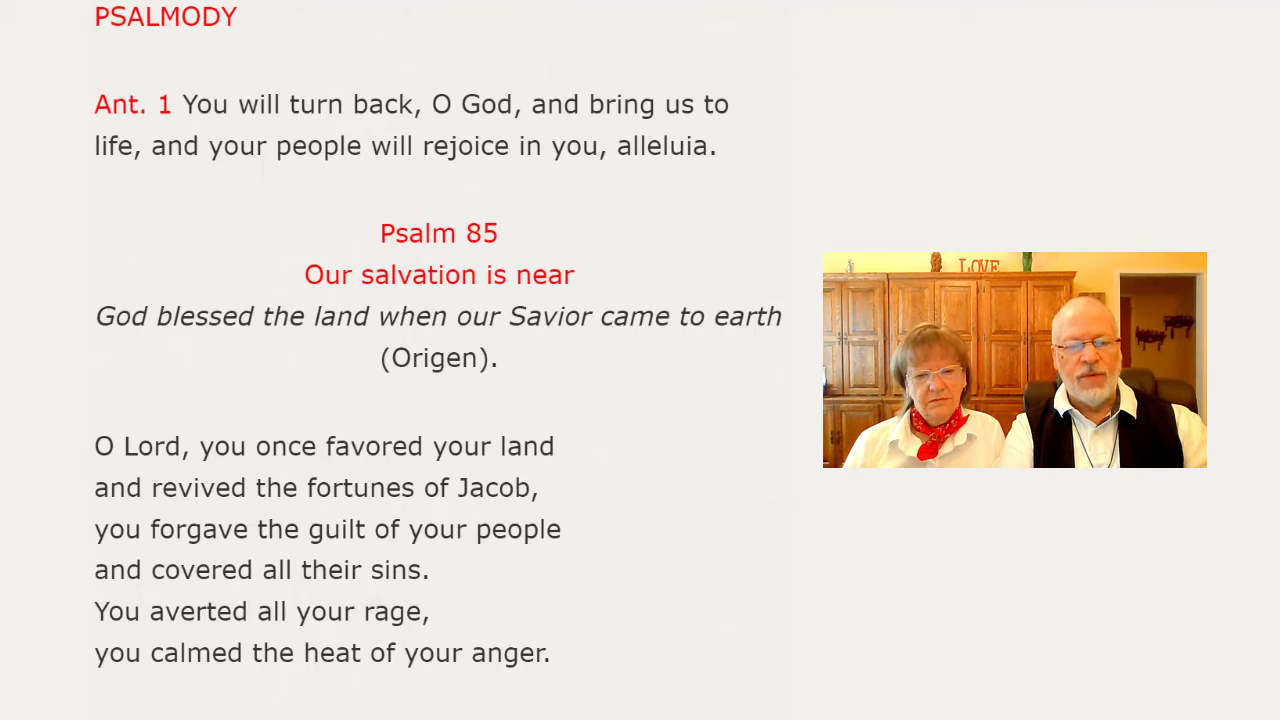 PSALMODY
Ant. 1 You will turn back, O God, and bring us to
life, and your people will rejoice in you, alleluia.
Psalm 85
Our salvation is near
God blessed the land when our Savior came to earth
(Origen).
LOVE
O Lord, you once favored your land
and revived the fortunes of Jacob,
you forgave the guilt of your people
and covered all their sins.
You averted all your rage,
you calmed the heat of your anger.